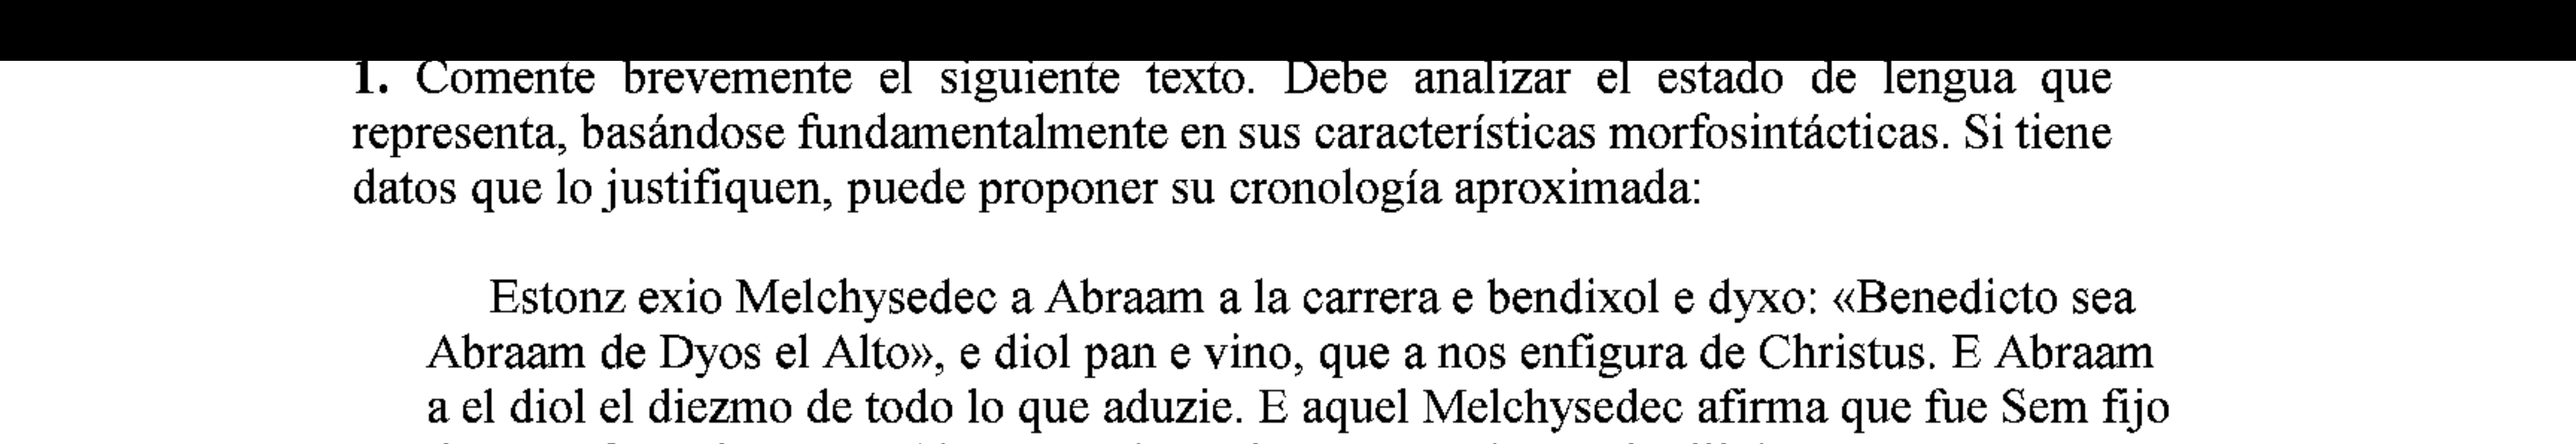 1. Comente brevemente el siguiente texto. Debe analizar el estado de lengua que
representa, basándose fundamentalmente en sus características morfosintácticas. Si tiene
datos que lo justifiquen, puede proponer su cronología aproximada:
Estonz exio Melchysedec a Abraam a la carrera e bendixol e dyxo: «Benedicto sea
Abraam de Dyos el Alto», e diol pan e vino, que a nos enfigura de Christus. E Abraam
a el diol el diezmo de todo lo que aduzie. E aquel Melchysedec afirma que fue Sem fijo